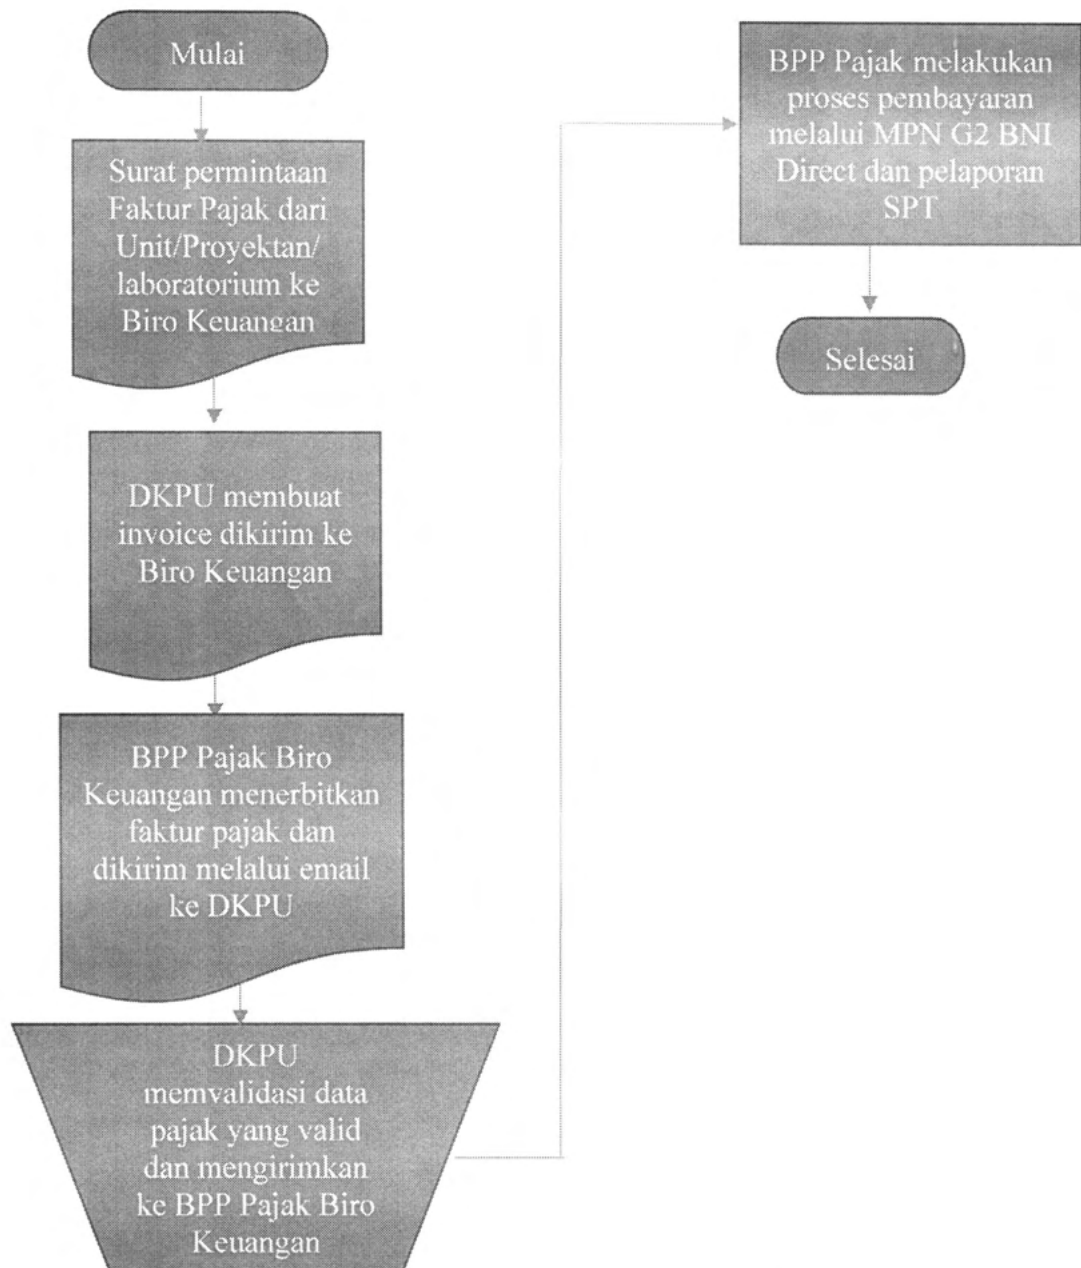 Mulai
Surat permintaan
Faktur Pajak dari
Unit/Proyektan/
laboratorium ke
Biro Keuangan
DKPU membuat
invoice dikirim ke
Biro Keuangan
BPP Pajak Biro
Keuangan menerbitkan
faktur pajak dan
dikirim melalui email
ke DKPU
DKPU
memvalidasi data
pajak yang valid
dan mengirimkan
ke BPP Pajak Biro
Keuangan
BPP Pajak melakukan
proses pembayaran
melalui MPN G2 BNI
Direct dan pelaporan
SPT
Selesai